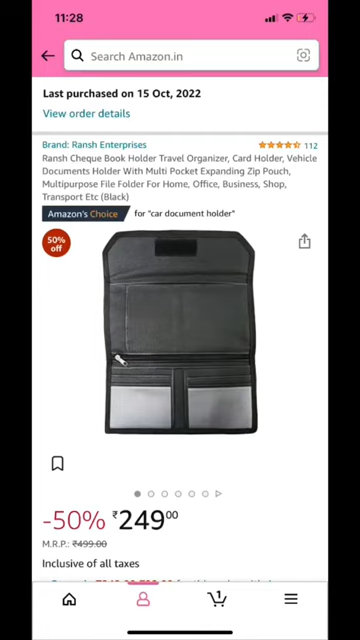 11:28
Search Amazon.in
Last purchased on 15 Oct, 2022
View order details
Brand: Ransh Enterprises
112
Ransh Cheque Book Holder Travel Organizer, Card Holder, Vehicle
Documents Holder With Multi Pocket Expanding Zip Pouch,
Multipurpose File Folder For Home, Office, Business, Shop,
Transport Etc (Black)
Amazon's Choice for "car document holder"
50%
off
-50% ₹249.00
M.R.P.: ₹499.00
Inclusive of all taxes
1